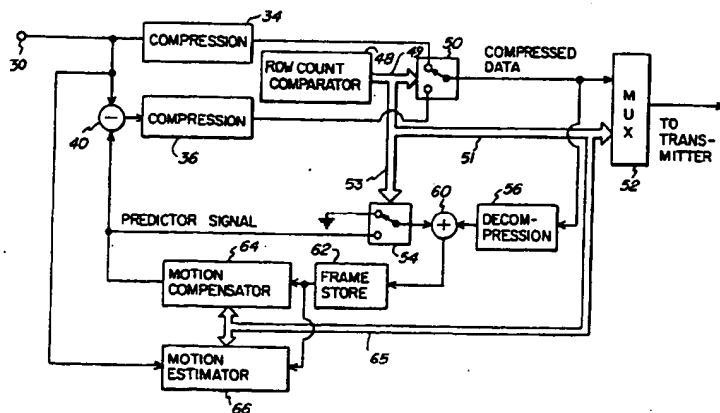 34
COMPRESSION
30
48
49
50
ROW COUNT
COMPARATOR
COMPRESSED
DATA
MUX
52
TO
TRANS-
MITTER
40
COMPRESSION
36
51
53
60
56
DECOM-
PRESSION
54
PREDICTOR SIGNAL
64
62
MOTION
COMPENSATOR
FRAME
STORE
65
MOTION
ESTIMATOR
66